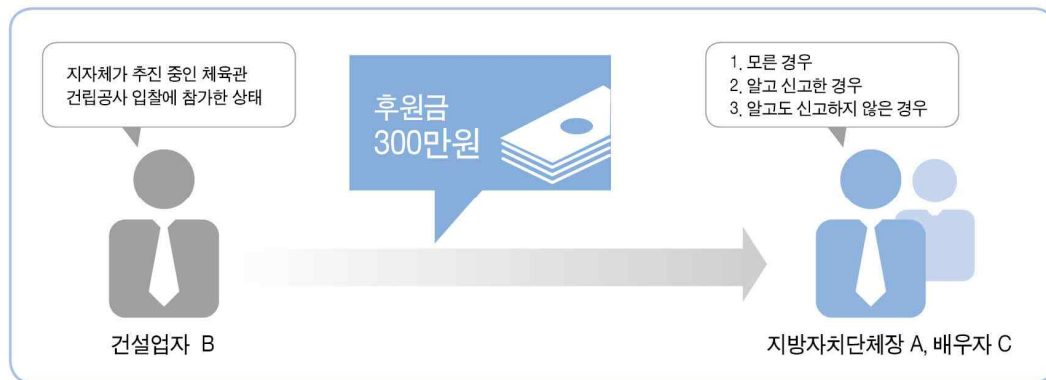 지자체가 추진 중인 체육관
건립공사 입찰에 참가한 상태
후원금
300만원
1. 모른 경우
2. 알고 신고한 경우
3. 알고도 신고하지 않은 경우
건설업자 B
지방자치단체장 A, 배우자 C